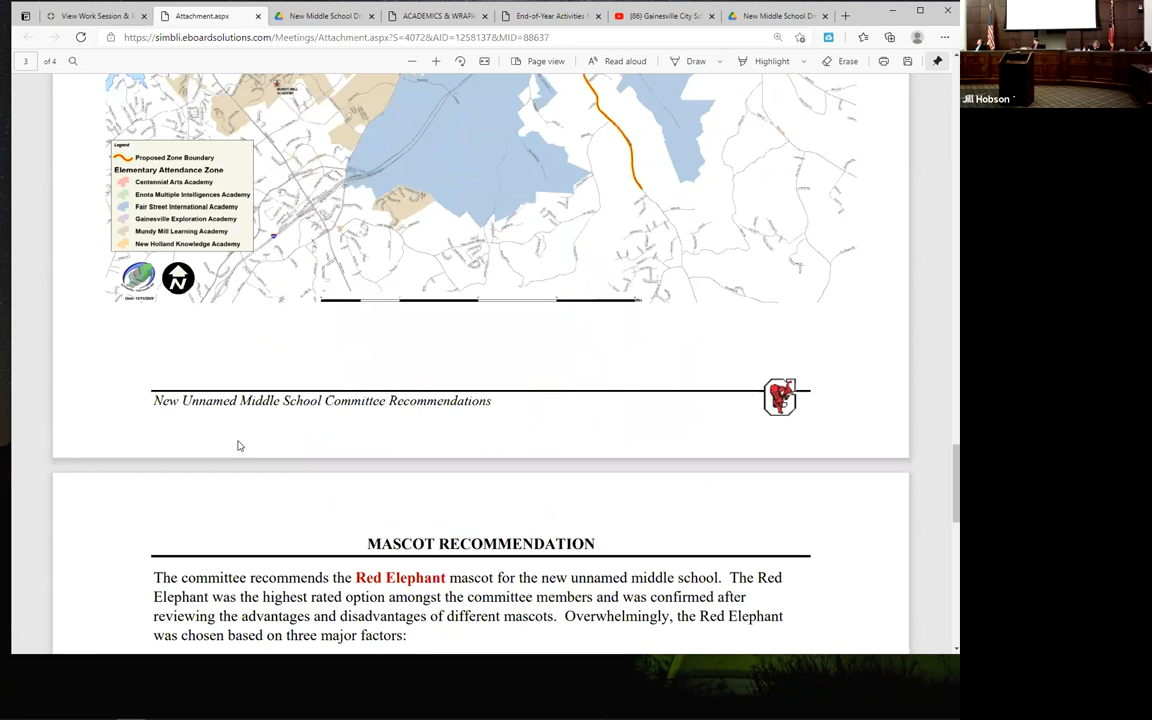 View Work Session & R
Attachment.aspx
New Middle School Dr
ACADEMICS & WRAPA
End-of-Year Activities
(86) Gainesville City Sc
New Middle School Dr
https://simbli.eboardsolutions.com/Meetings/Attachment.aspx?S=4072&AID=1258137&MID=88637
3 of 4
Page view
Read aloud
Draw
Highlight
Erase
Jill Hobson
MUNDY MILL
ACADEMY
Legend
Proposed Zone Boundary
Elementary Attendance Zone
Centennial Arts Academy
Enota Multiple Intelligences Academy
Fair Street International Academy
Gainesville Exploration Academy
Mundy Mill Learning Academy
New Holland Knowledge Academy
N
New Unnamed Middle School Committee Recommendations
MASCOT RECOMMENDATION
The committee recommends the Red Elephant mascot for the new unnamed middle school. The Red
Elephant was the highest rated option amongst the committee members and was confirmed after
reviewing the advantages and disadvantages of different mascots. Overwhelmingly, the Red Elephant
was chosen based on three major factors: